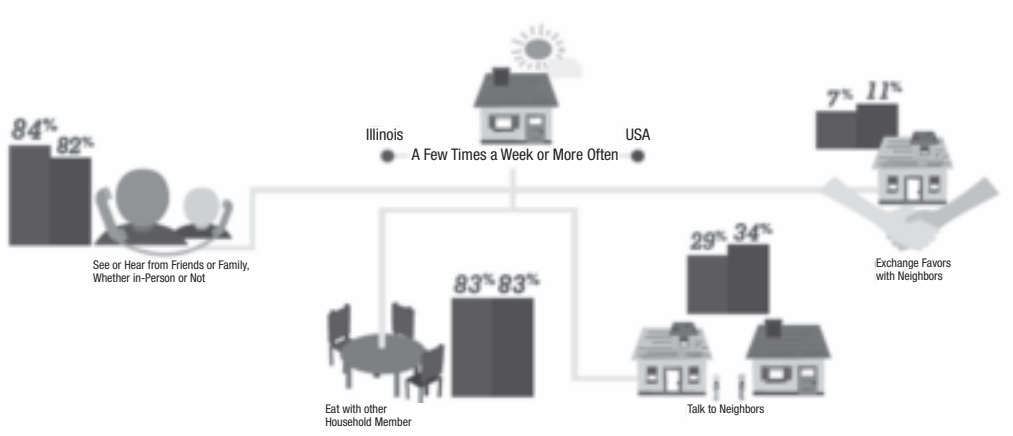 84%
82%
See or Hear from Friends or Family,
Whether in-Person or Not
Illinois
USA
A Few Times a Week or More Often
83% 83%
Eat with other
Household Member
29% 34%
Talk to Neighbors
7% 11%
Exchange Favors
with Neighbors